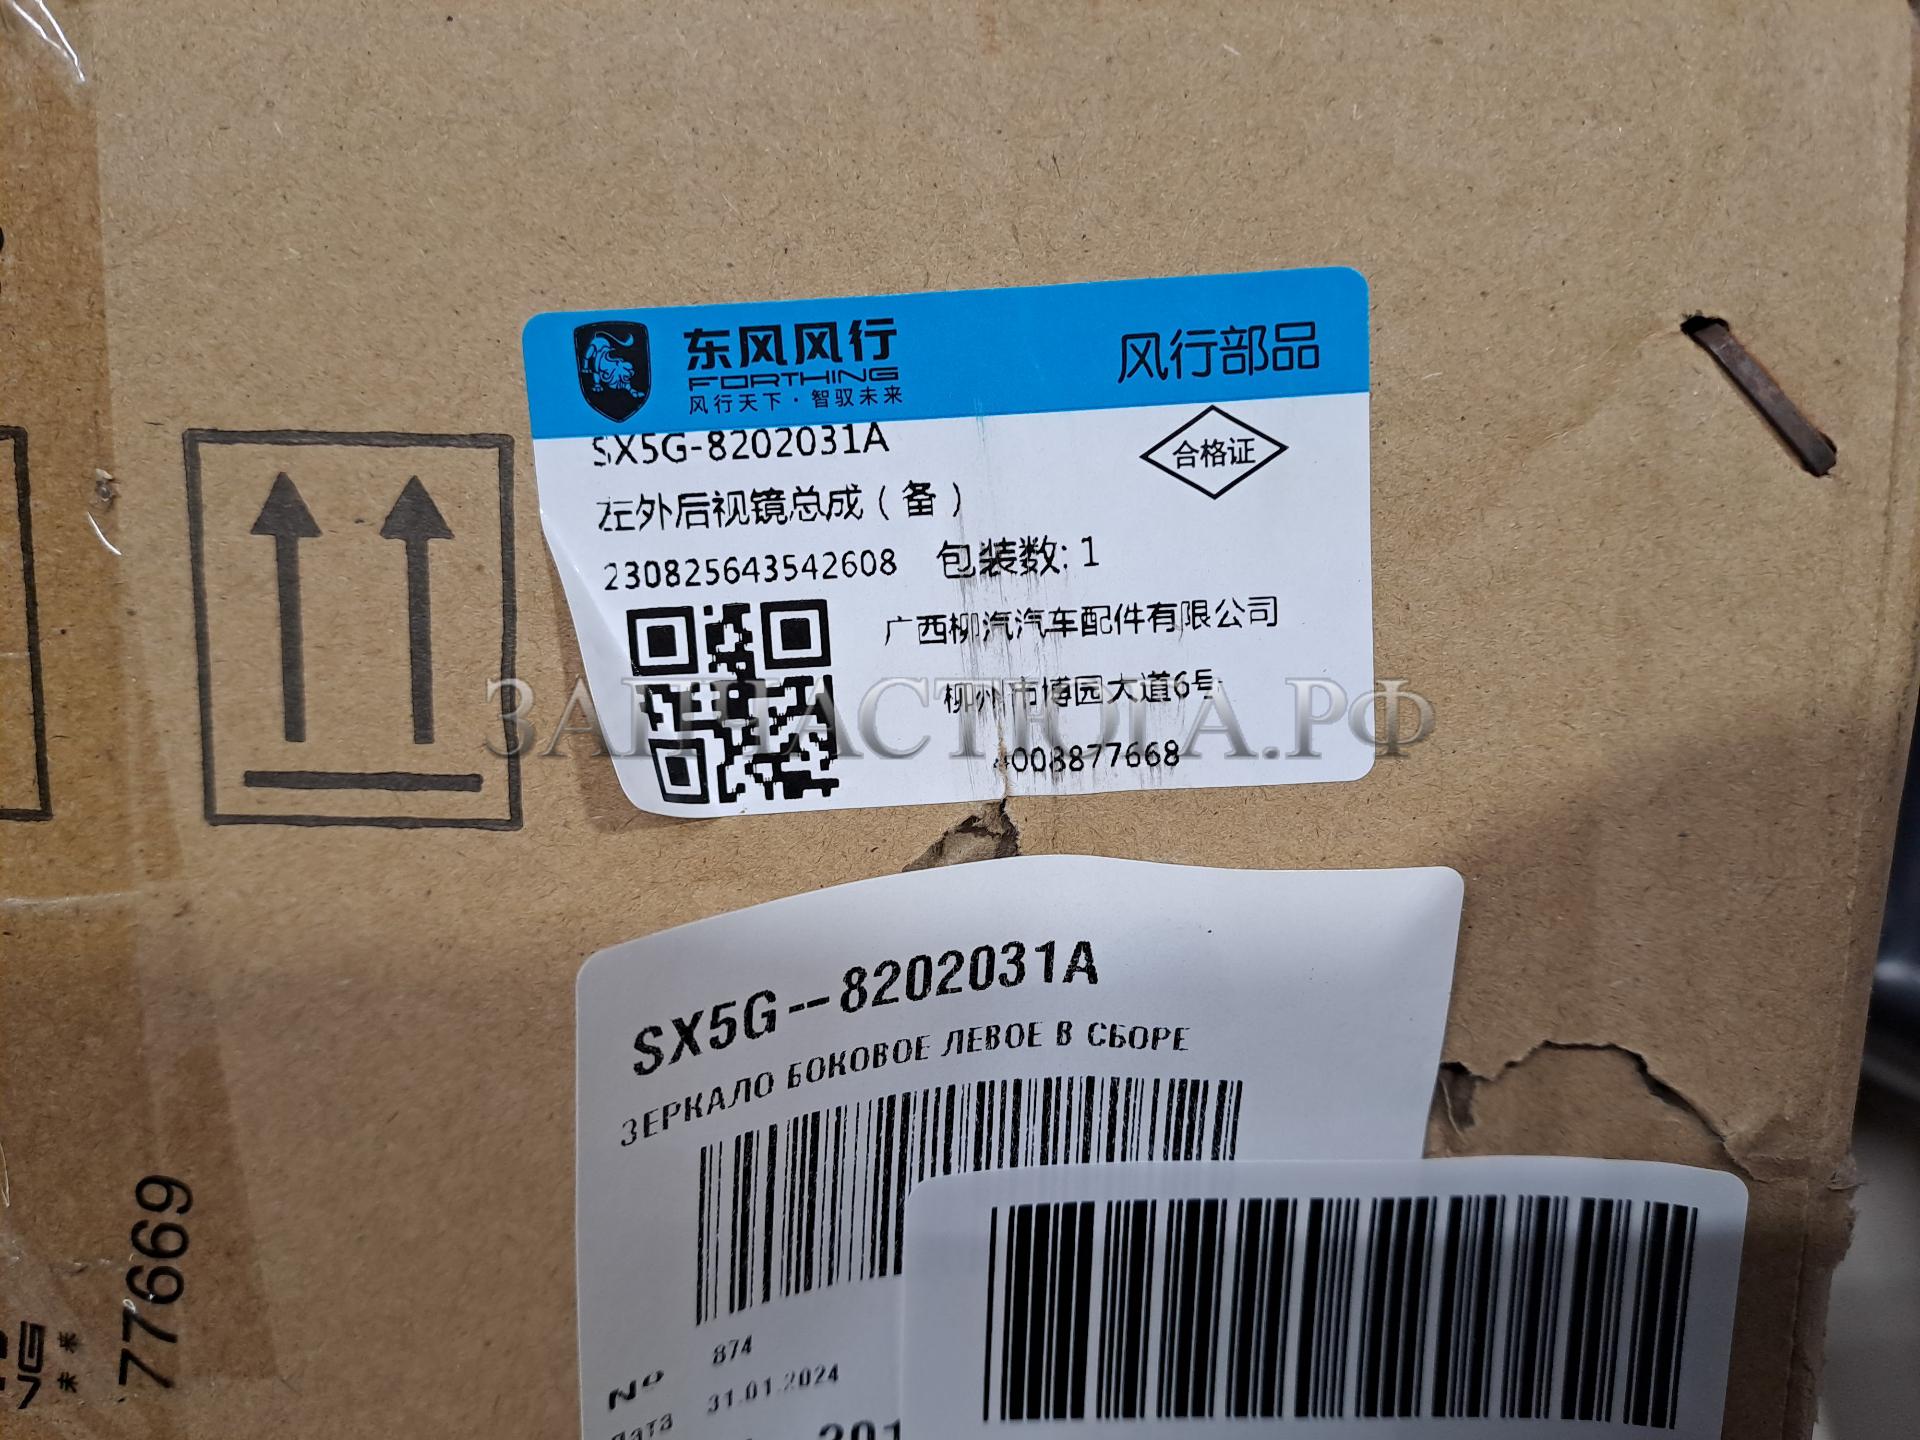 东风风行
FORTHING
风行天下·智驭未来
风行部品
SX5G-8202031A
合格证
左外后视镜总成(备)
230825643542608 包装数: 1
广西柳汽汽车配件有限公司
柳州市博园大道6号
4008877668
ЗАПЧАСТЮГА.РФ
SX5G--8202031A
ЗЕРКАЛО БОКОВОЕ ЛЕВОЕ В СБОРЕ
№ 874
Дата 31.01.2024
77669